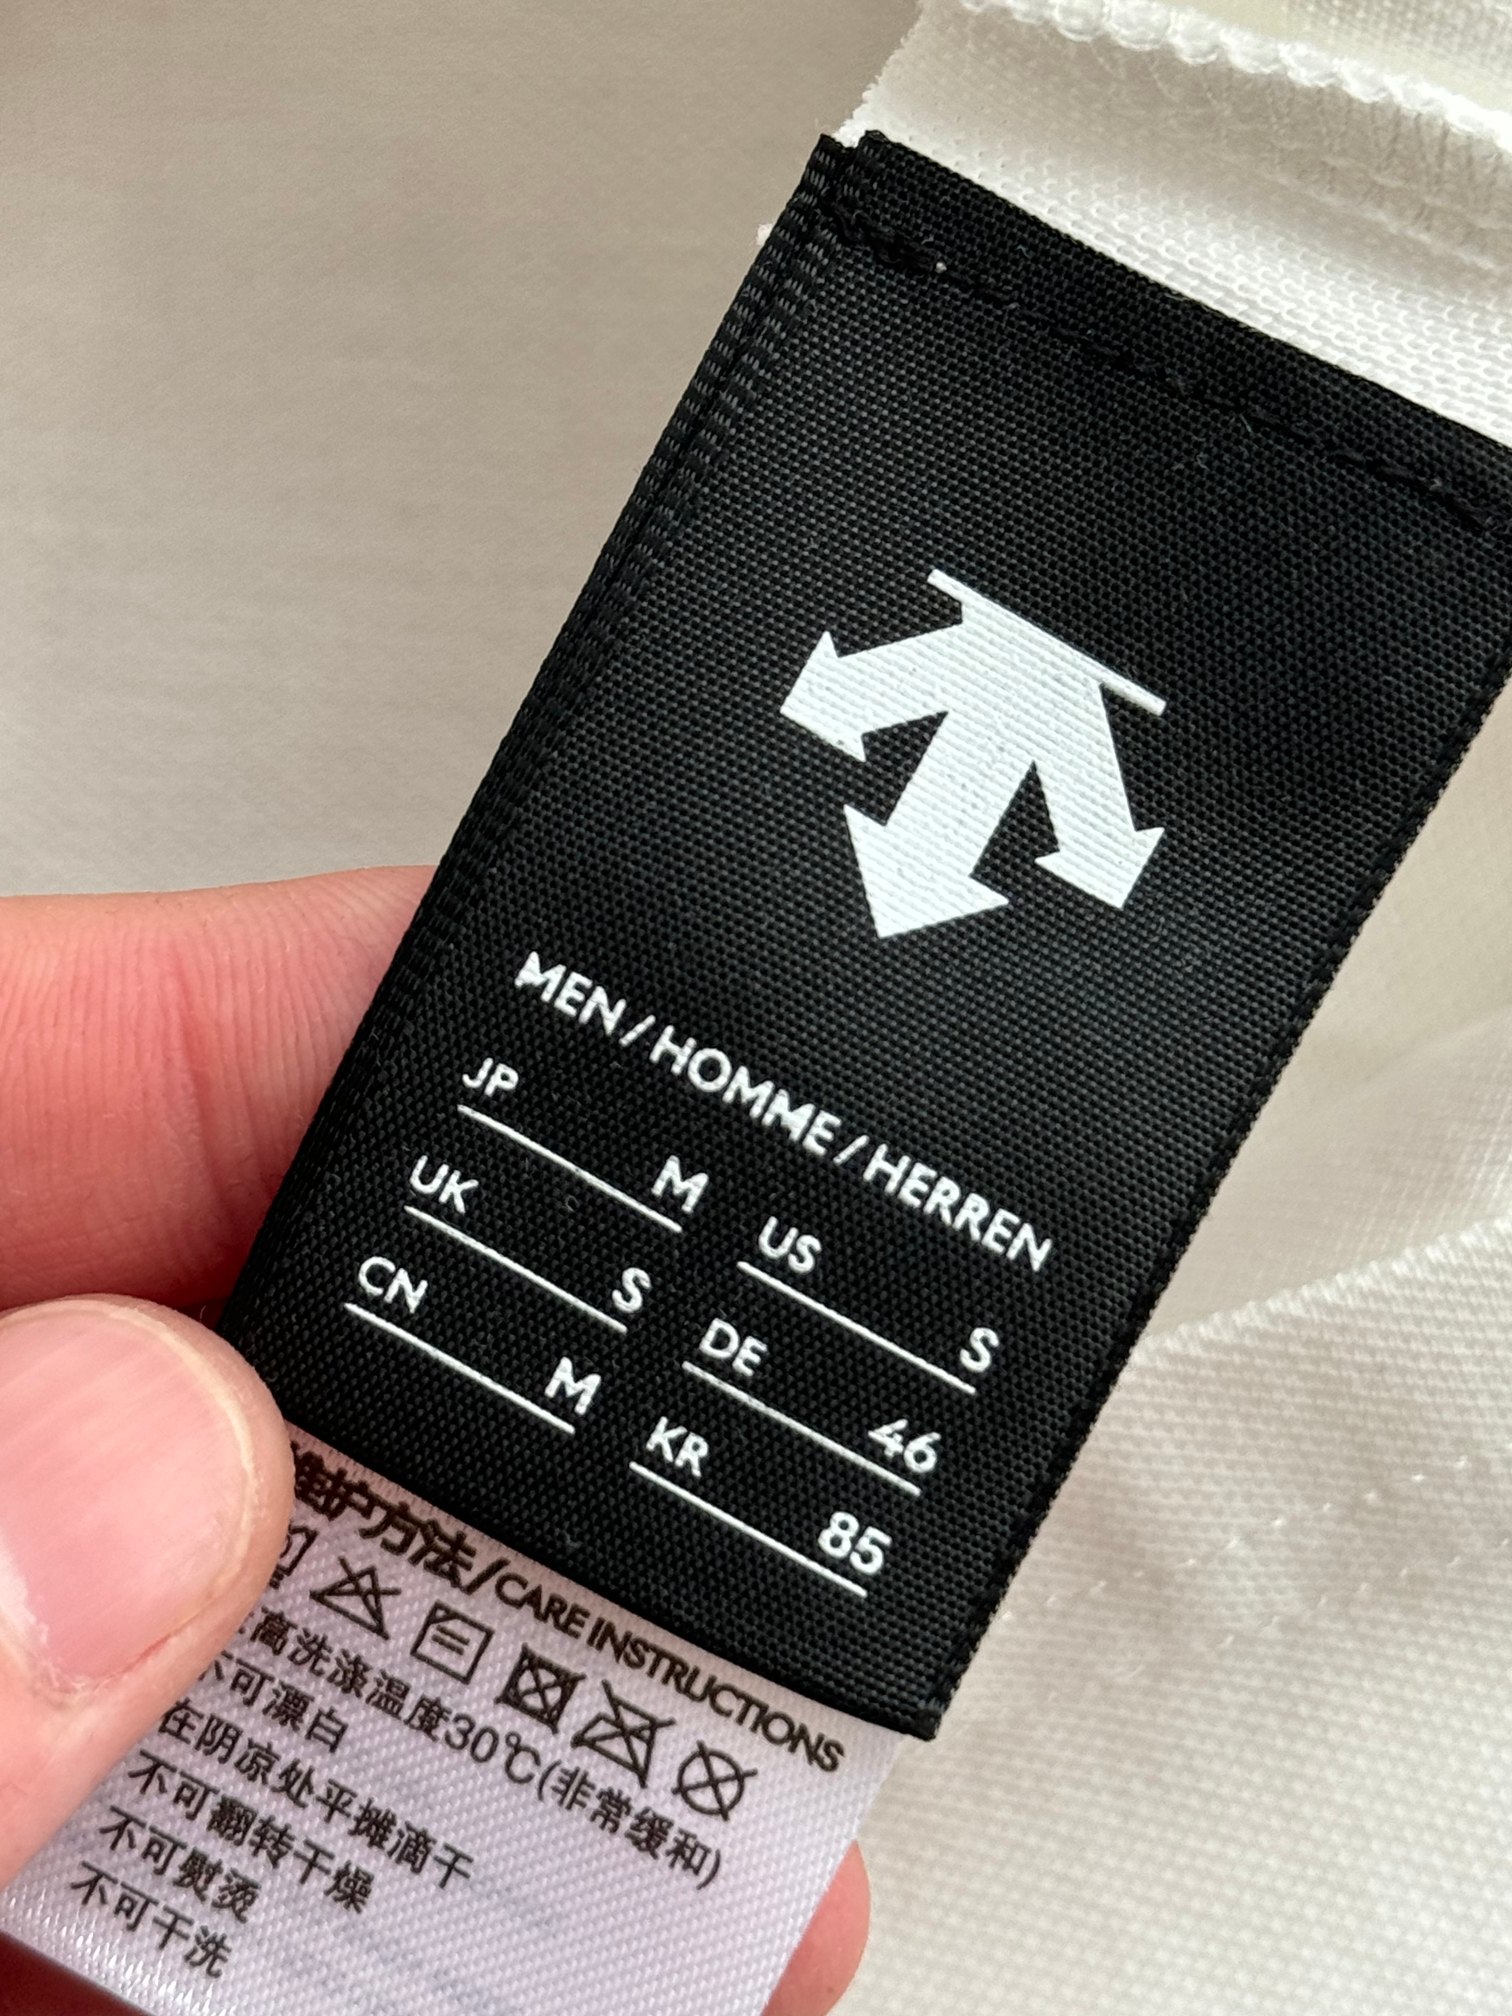 MEN / HOMME / HERREN
JP M
US S
UK S
DE 46
CN M
KR 85
维护方法/CARE INSTRUCTIONS
高洗涤温度30℃(非常缓和)
不可漂白
在阴凉处平摊滴干
不可翻转干燥
不可熨烫
不可干洗